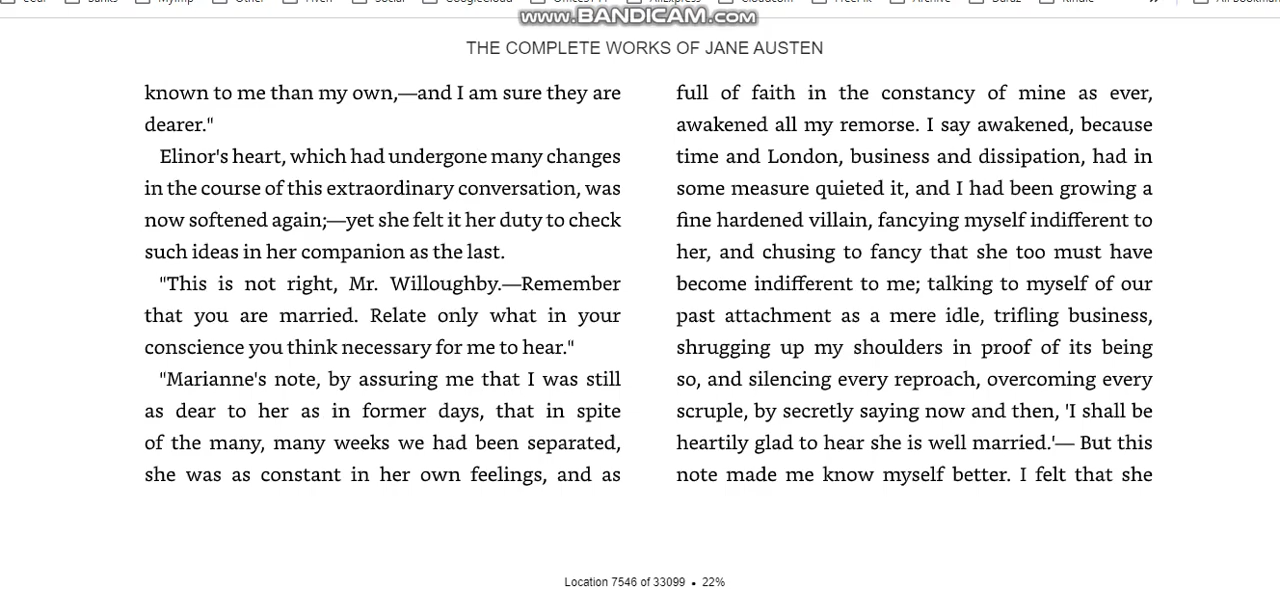 www.BANDICAM.com
THE COMPLETE WORKS OF JANE AUSTEN
known to me than my own,—and I am sure they are
dearer."
Elinor's heart, which had undergone many changes
in the course of this extraordinary conversation, was
now softened again;—yet she felt it her duty to check
such ideas in her companion as the last.
"This is not right, Mr. Willoughby.—Remember
that you are married. Relate only what in your
conscience you think necessary for me to hear."
"Marianne's note, by assuring me that I was still
as dear to her as in former days, that in spite
of the many, many weeks we had been separated,
she was as constant in her own feelings, and as
full of faith in the constancy of mine as ever,
awakened all my remorse. I say awakened, because
time and London, business and dissipation, had in
some measure quieted it, and I had been growing a
fine hardened villain, fancying myself indifferent to
her, and chusing to fancy that she too must have
become indifferent to me; talking to myself of our
past attachment as a mere idle, trifling business,
shrugging up my shoulders in proof of its being
so, and silencing every reproach, overcoming every
scruple, by secretly saying now and then, 'I shall be
heartily glad to hear she is well married.'— But this
note made me know myself better. I felt that she
Location 7546 of 33099 • 22%